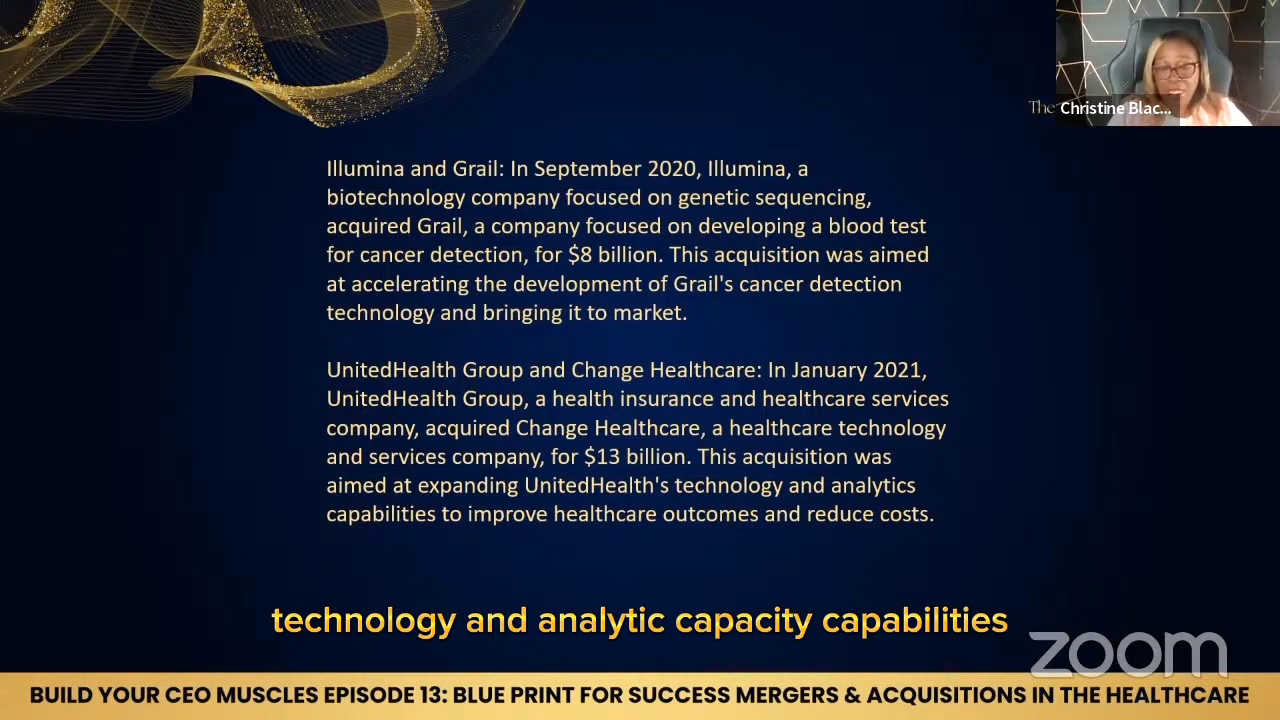 The
Christine Blac...
Illumina and Grail: In September 2020, Illumina, a
biotechnology company focused on genetic sequencing,
acquired Grail, a company focused on developing a blood test
for cancer detection, for $8 billion. This acquisition was aimed
at accelerating the development of Grail's cancer detection
technology and bringing it to market.
UnitedHealth Group and Change Healthcare: In January 2021,
UnitedHealth Group, a health insurance and healthcare services
company, acquired Change Healthcare, a healthcare technology
and services company, for $13 billion. This acquisition was
aimed at expanding UnitedHealth's technology and analytics
capabilities to improve healthcare outcomes and reduce costs.
technology and analytic capacity capabilities
zoom
BUILD YOUR CEO MUSCLES EPISODE 13: BLUE PRINT FOR SUCCESS MERGERS & ACQUISITIONS IN THE HEALTHCARE